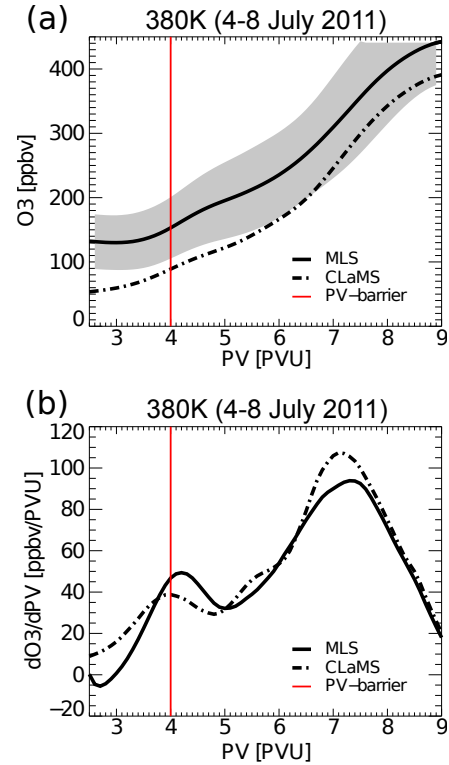 (a) 380K (4-8 July 2011)
400
300
200
100
0
O3 [ppbv]
MLS
CLaMS
PV−barrier
3 4 5 6 7 8 9
PV [PVU]
(b) 380K (4-8 July 2011)
120
100
80
60
40
20
0
−20
dO3/dPV [ppbv/PVU]
MLS
CLaMS
PV−barrier
3 4 5 6 7 8 9
PV [PVU]